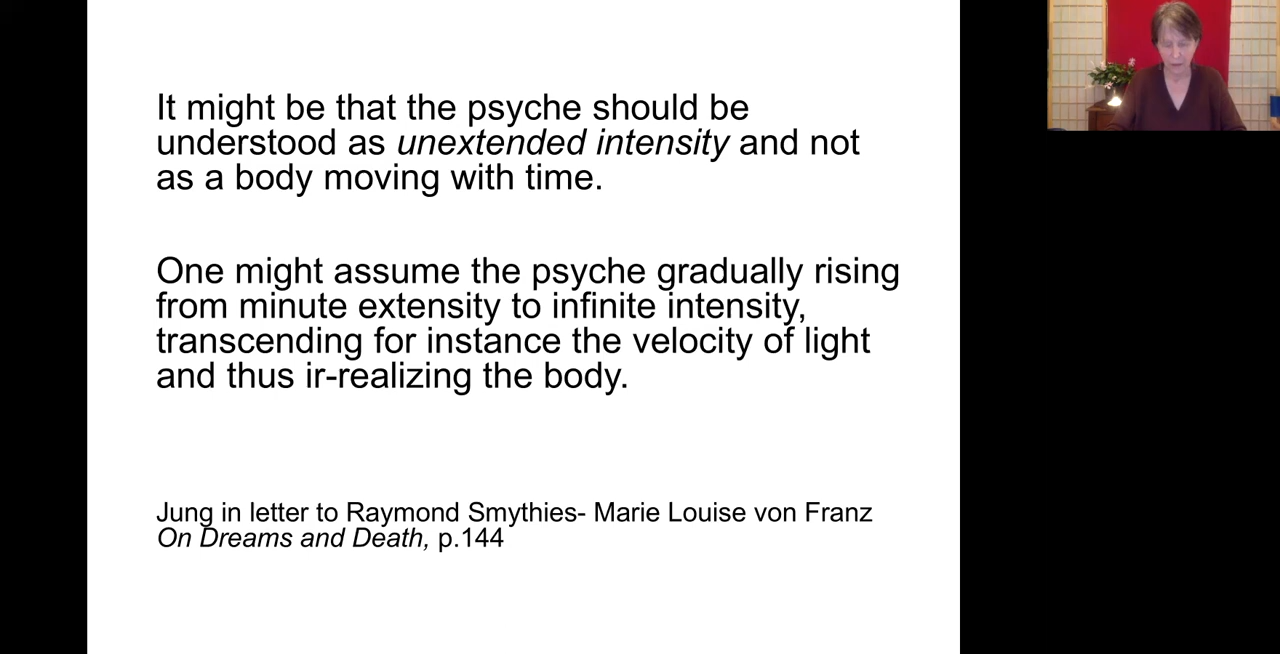 It might be that the psyche should be
understood as unextended intensity and not
as a body moving with time.
One might assume the psyche gradually rising
from minute extensity to infinite intensity,
transcending for instance the velocity of light
and thus ir-realizing the body.
Jung in letter to Raymond Smythies- Marie Louise von Franz
On Dreams and Death, p.144